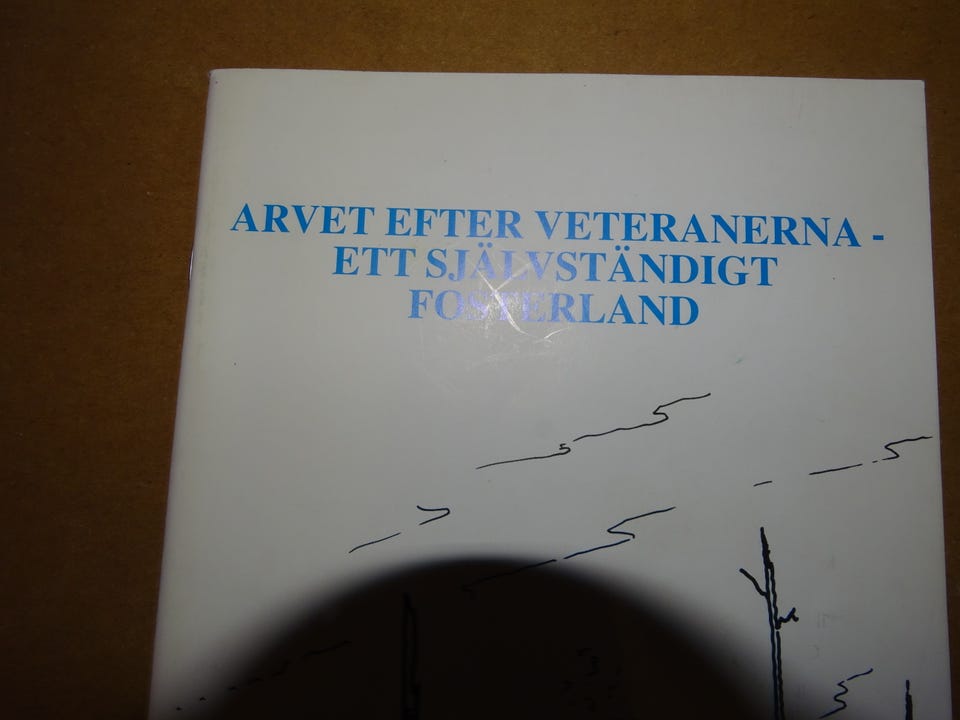 ARVET EFTER VETERANERNA -
ETT SJÄLVSTÄNDIGT
FOSTERLAND